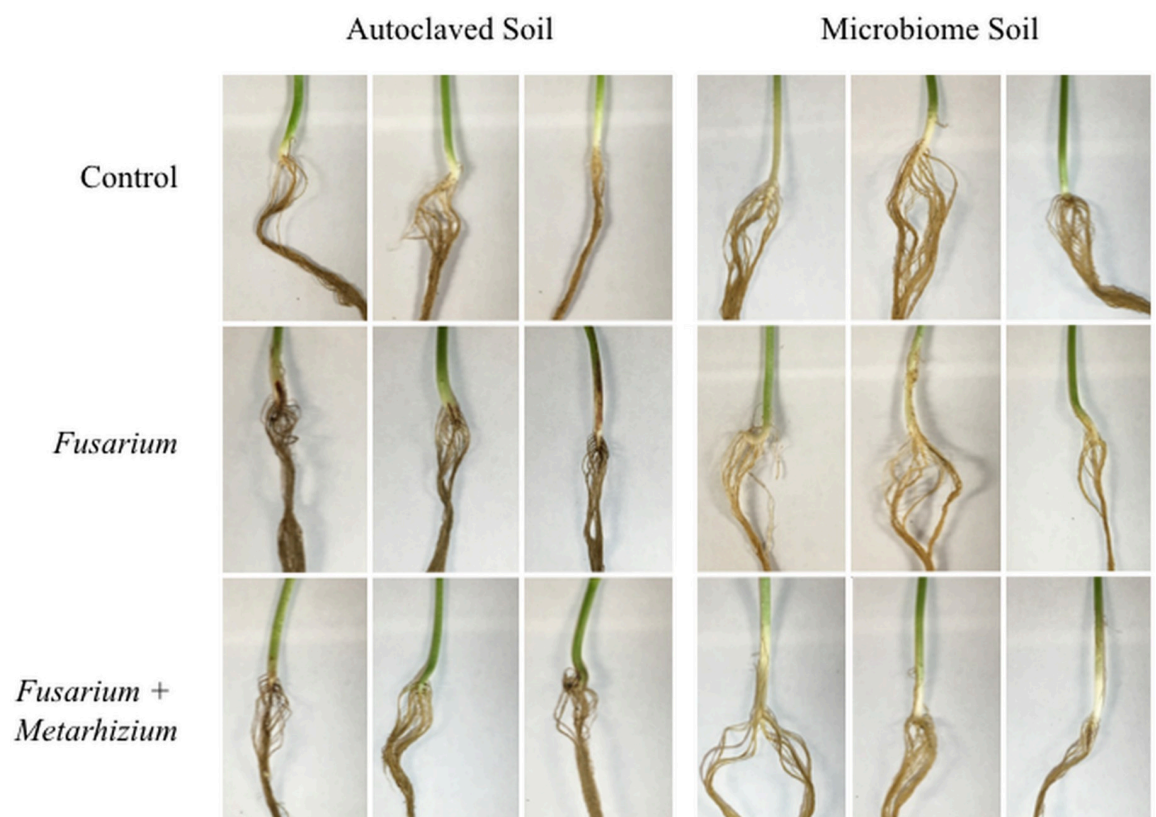 Autoclaved Soil
Microbiome Soil
Control
Fusarium
Fusarium +
Metarhizium